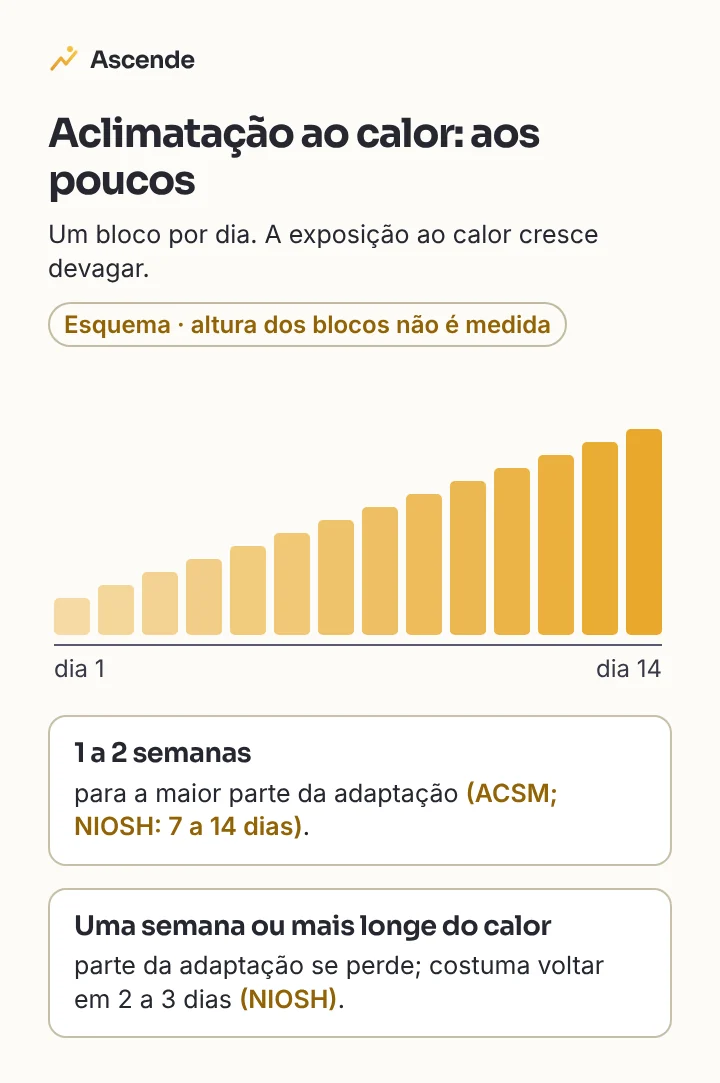 Ascende
Aclimatação ao calor: aos
poucos
Um bloco por dia. A exposição ao calor cresce
devagar.
Esquema · altura dos blocos não é medida
dia 1
dia 14
1 a 2 semanas
para a maior parte da adaptação (ACSM;
NIOSH: 7 a 14 dias).
Uma semana ou mais longe do calor
parte da adaptação se perde; costuma voltar
em 2 a 3 dias (NIOSH).